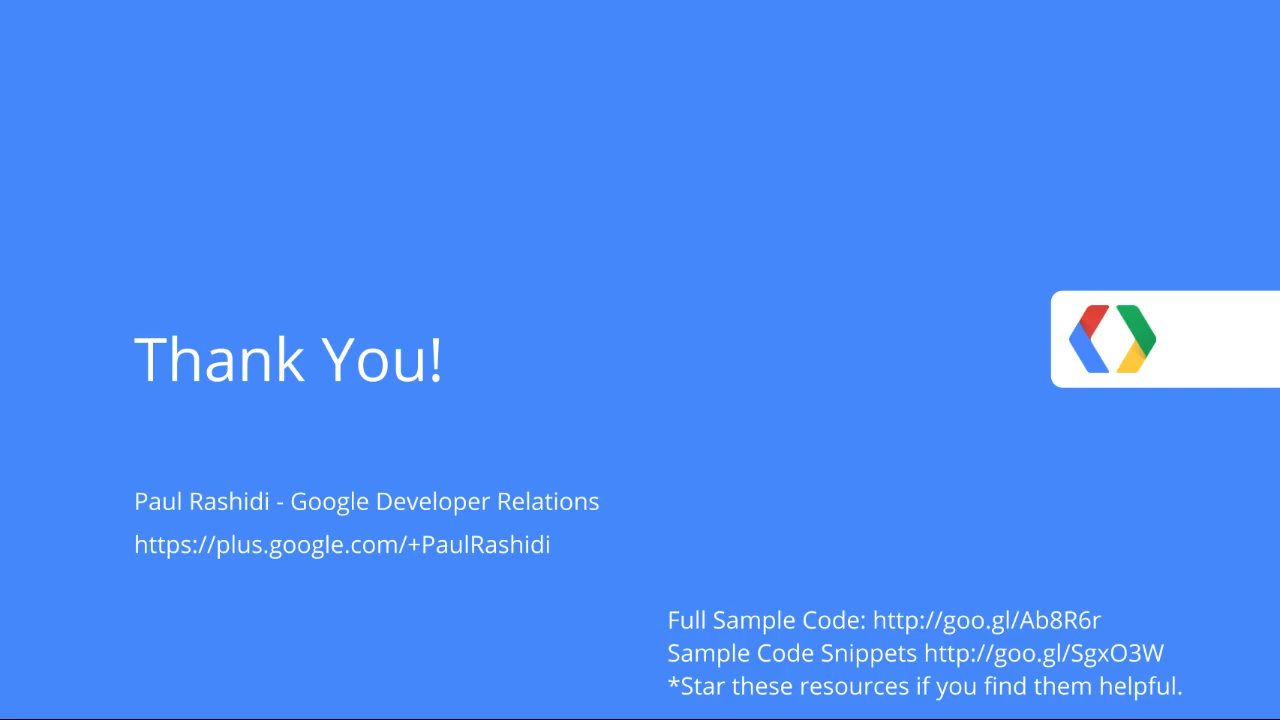 Thank You!
Paul Rashidi - Google Developer Relations
https://plus.google.com/+PaulRashidi
Full Sample Code: http://goo.gl/Ab8R6r
Sample Code Snippets http://goo.gl/SgxO3W
*Star these resources if you find them helpful.